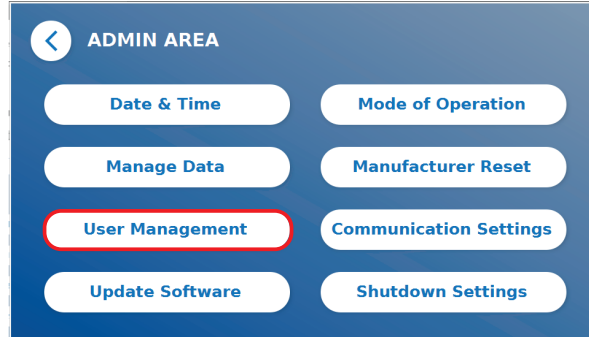 ADMIN AREA
Date & Time
Mode of Operation
Manage Data
Manufacturer Reset
User Management
Communication Settings
Update Software
Shutdown Settings